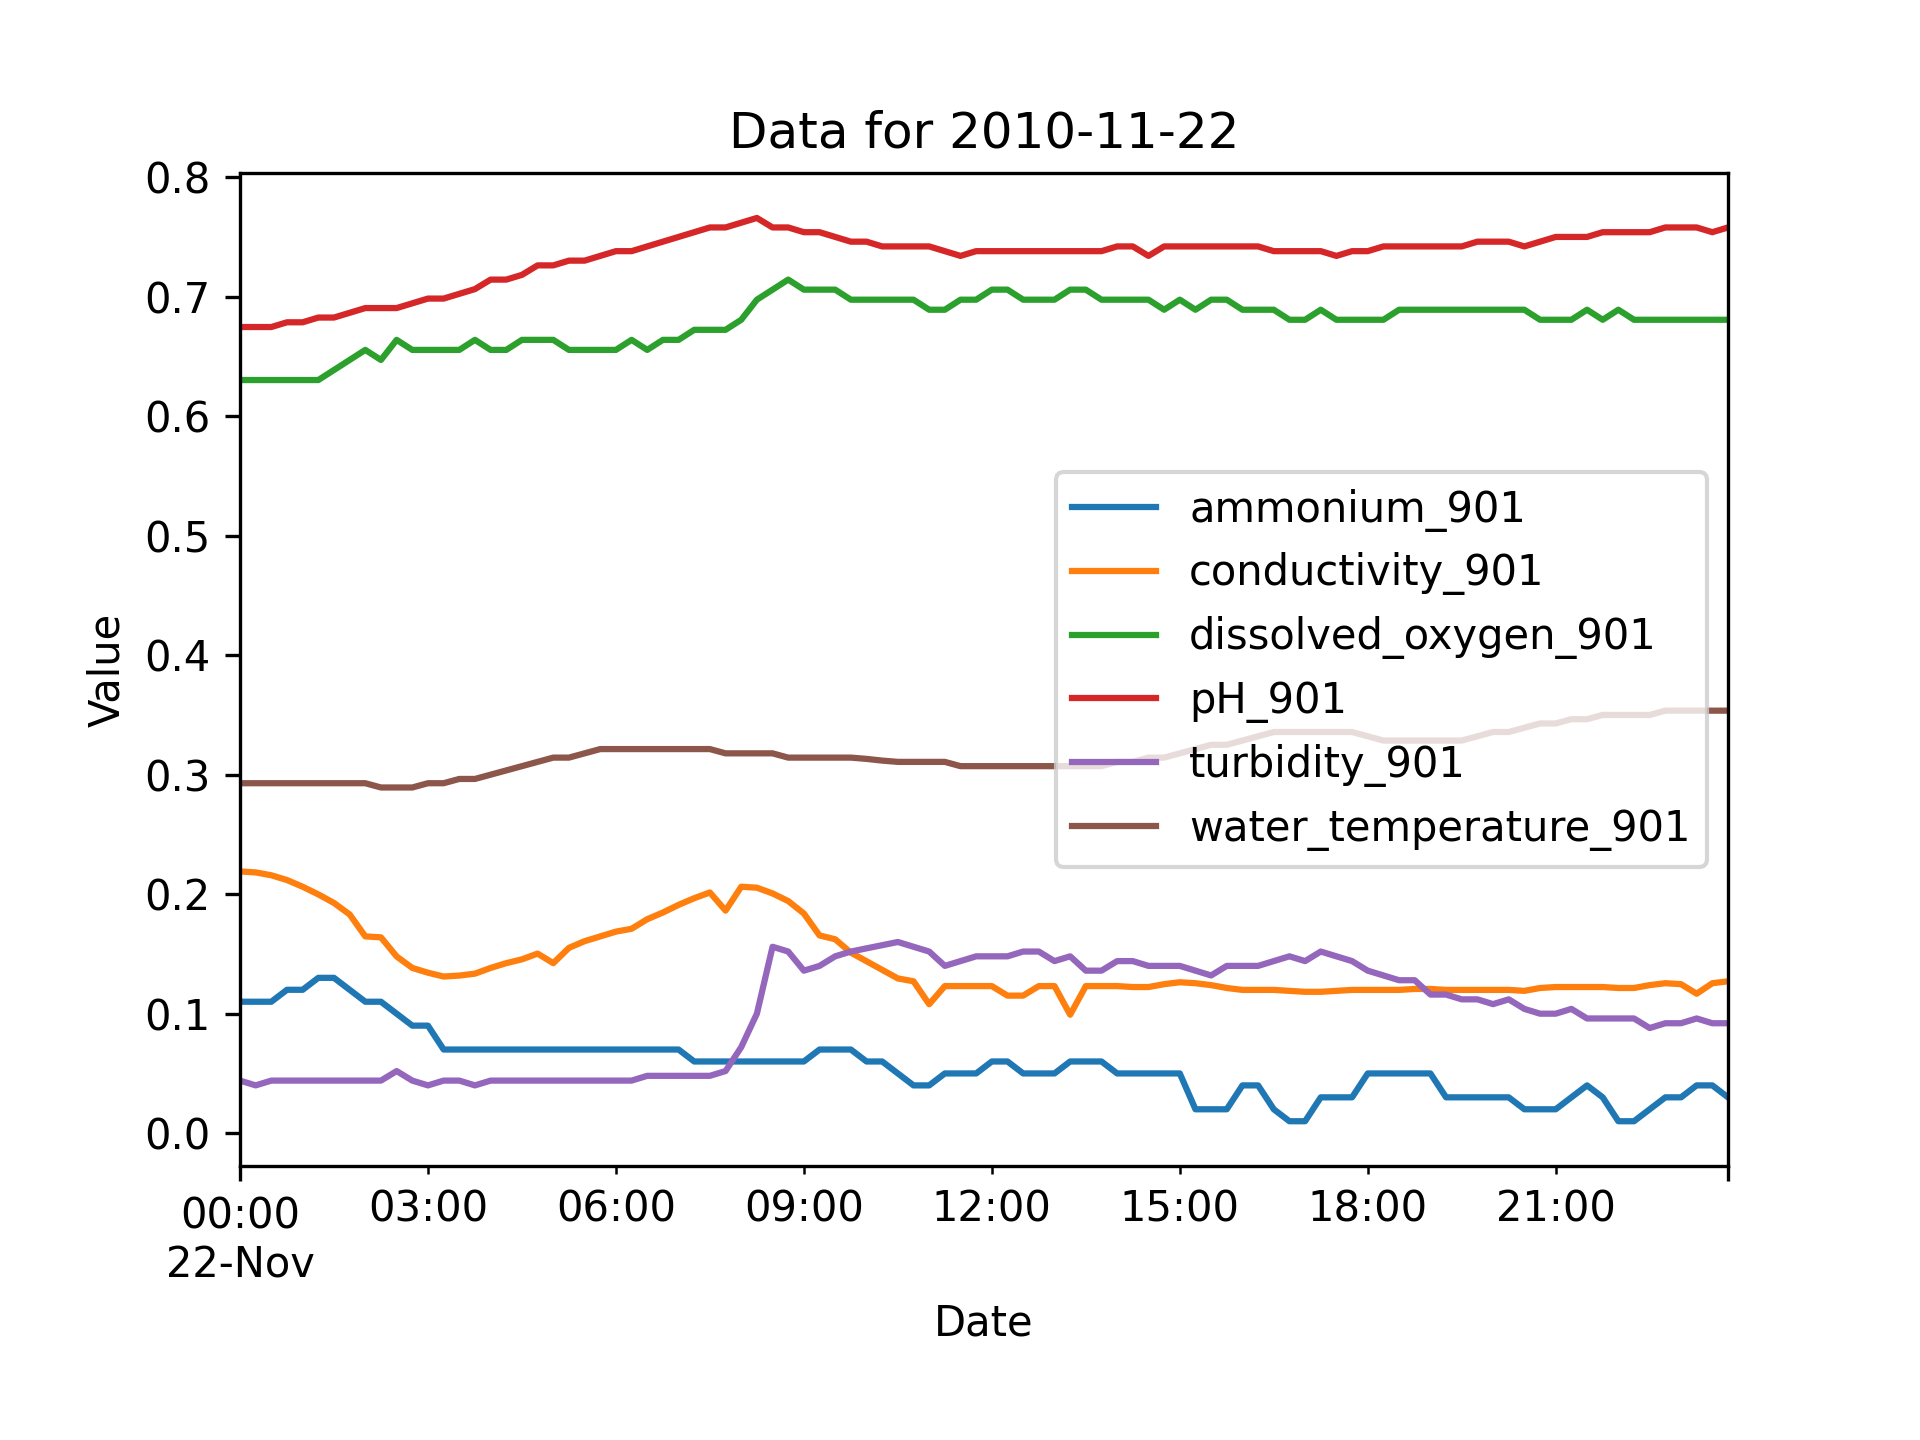 Data for 2010-11-22
0.8
0.7
0.6
0.5
0.4
0.3
0.2
0.1
0.0
Value
ammonium_901
conductivity_901
dissolved_oxygen_901
pH_901
turbidity_901
water_temperature_901
00:00 03:00 06:00 09:00 12:00 15:00 18:00 21:00
22-Nov
Date